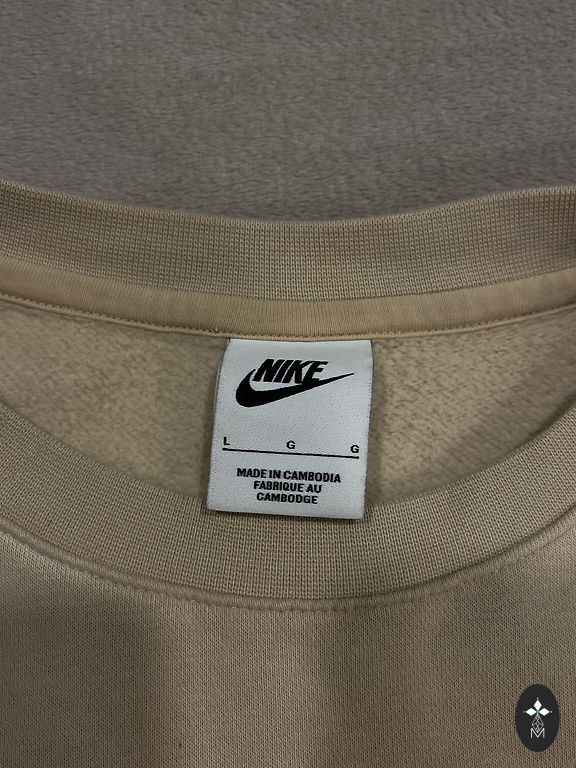 NIKE
L G G
MADE IN CAMBODIA
FABRIQUE AU
CAMBODGE
M